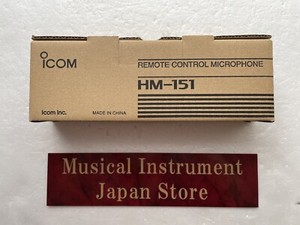 ICOM
REMOTE CONTROL MICROPHONE
HM-151
Icom Inc.
MADE IN CHINA
Musical Instrument
Japan Store